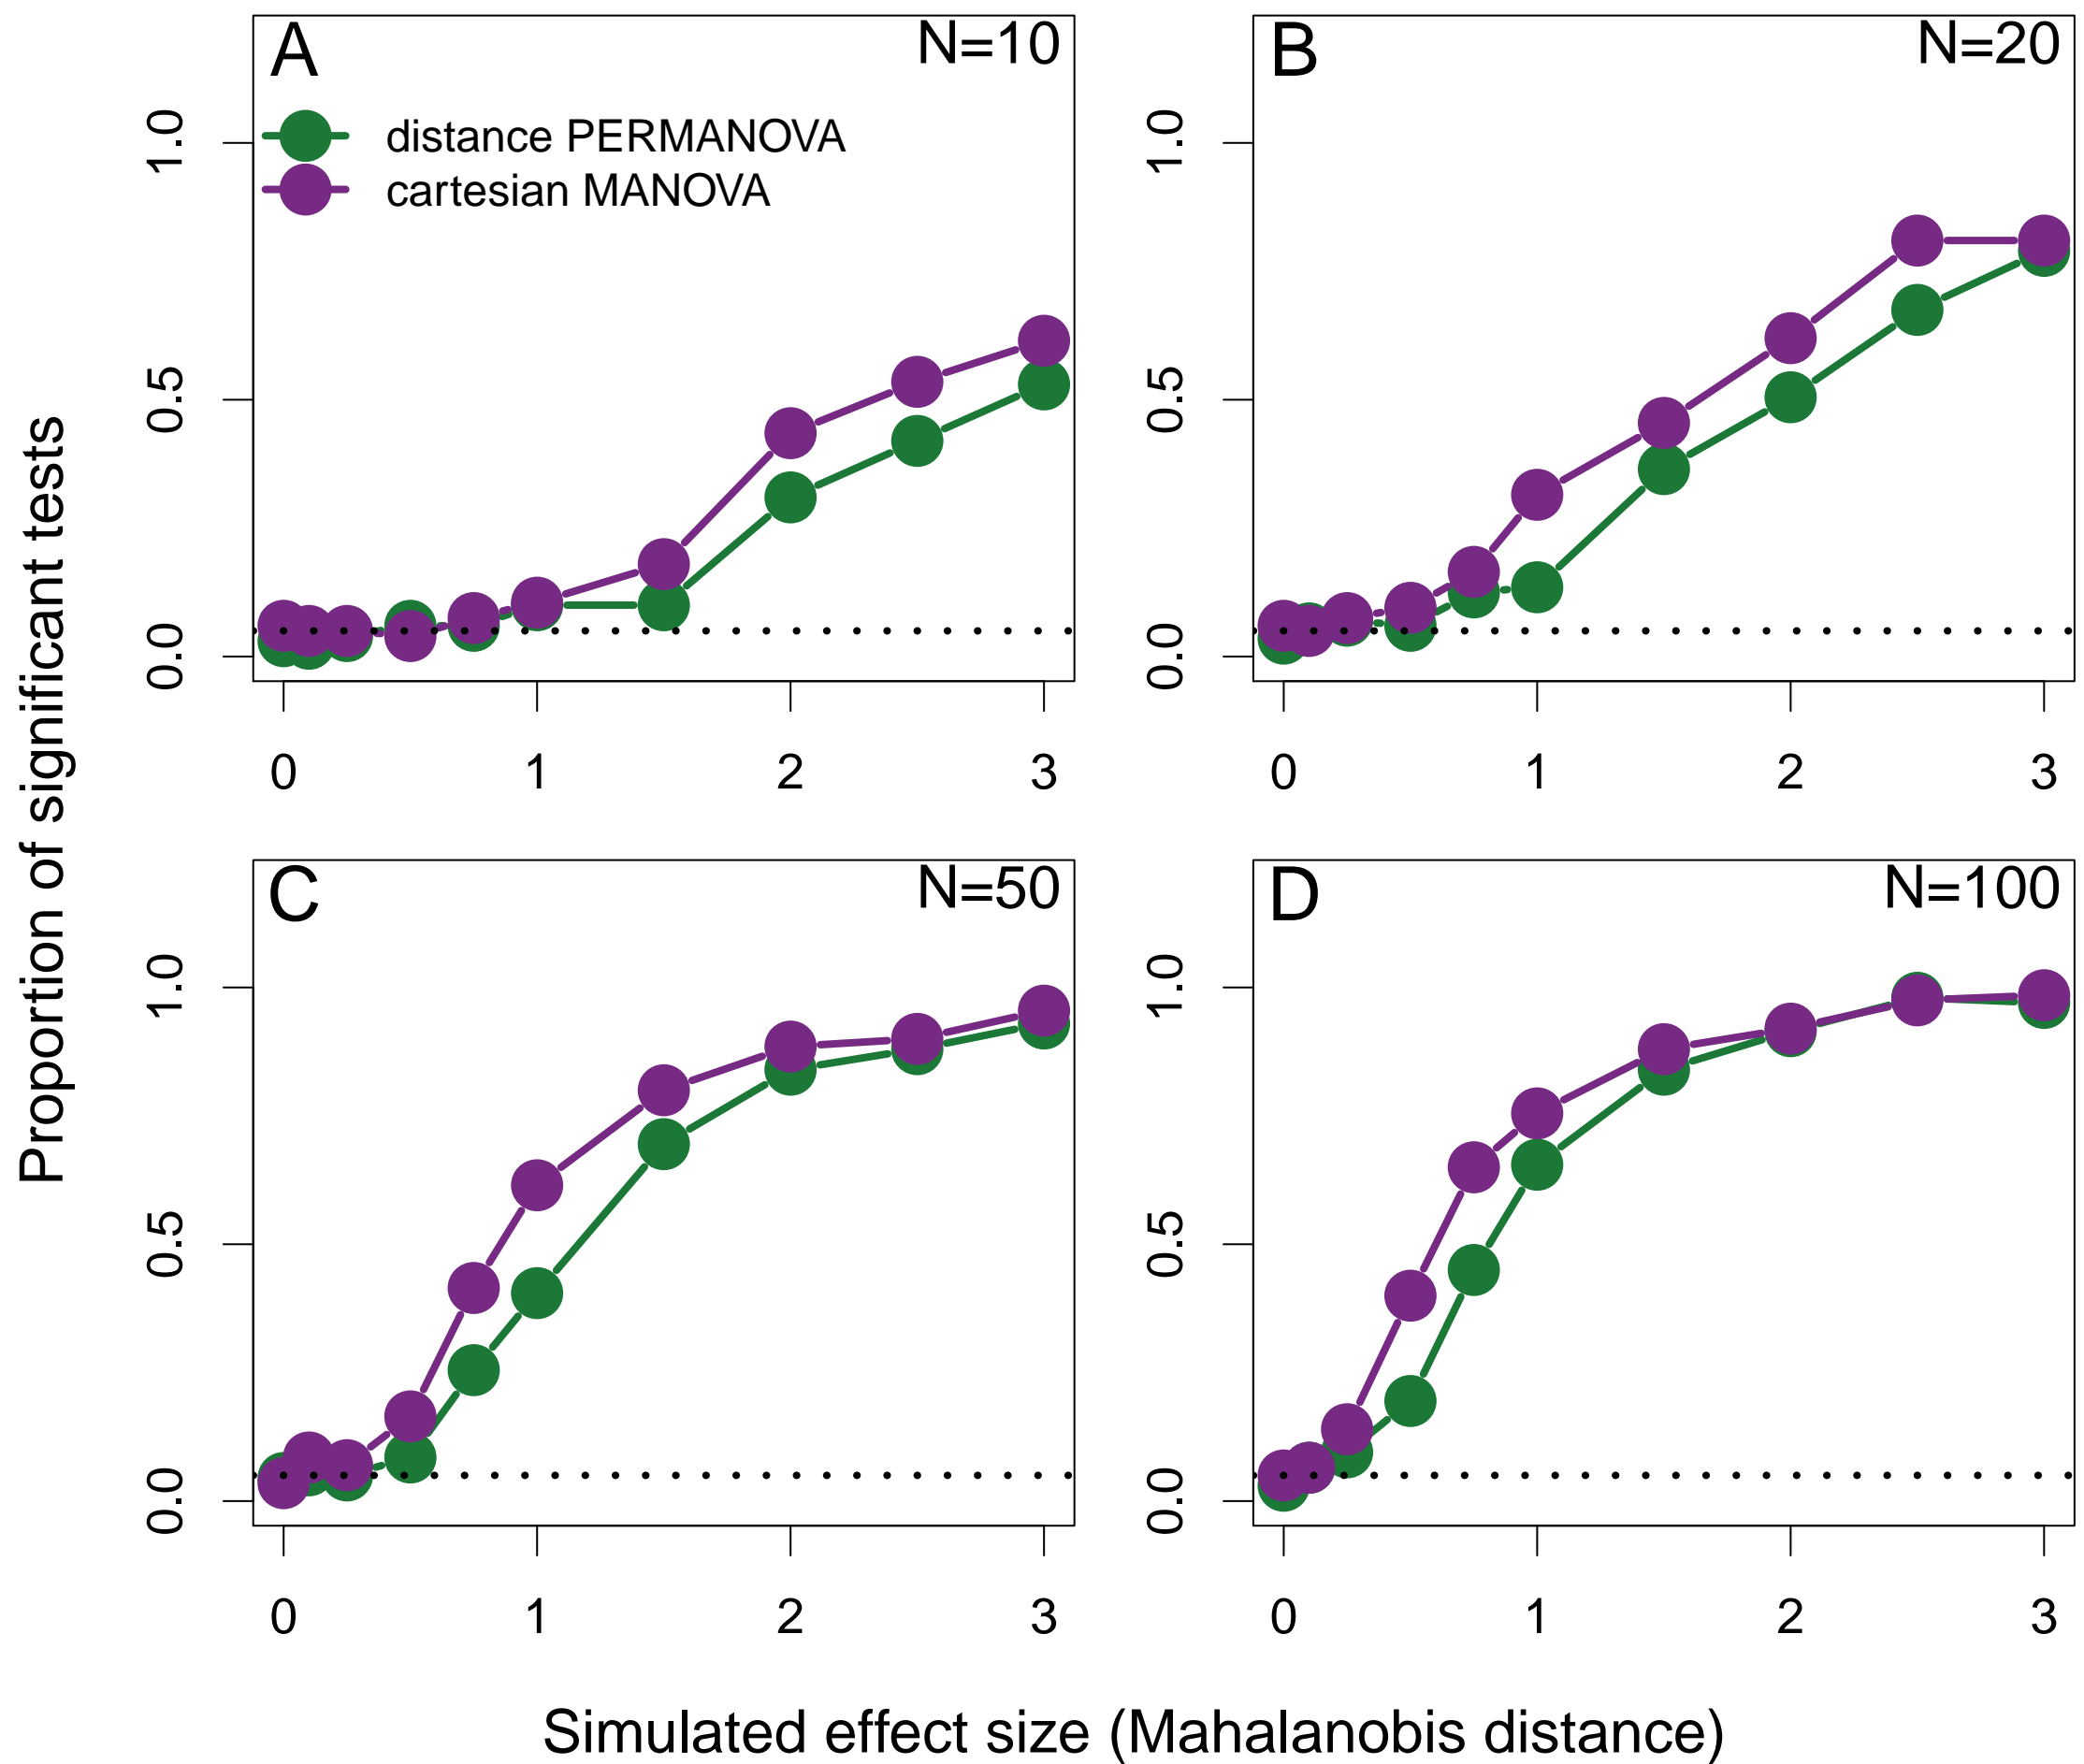 A
N=10
distance PERMANOVA
cartesian MANOVA
1.0
0.5
0.0
0 1 2 3
B
N=20
1.0
0.5
0.0
0 1 2 3
C
N=50
1.0
0.5
0.0
0 1 2 3
D
N=100
1.0
0.5
0.0
0 1 2 3
Proportion of significant tests
Simulated effect size (Mahalanobis distance)